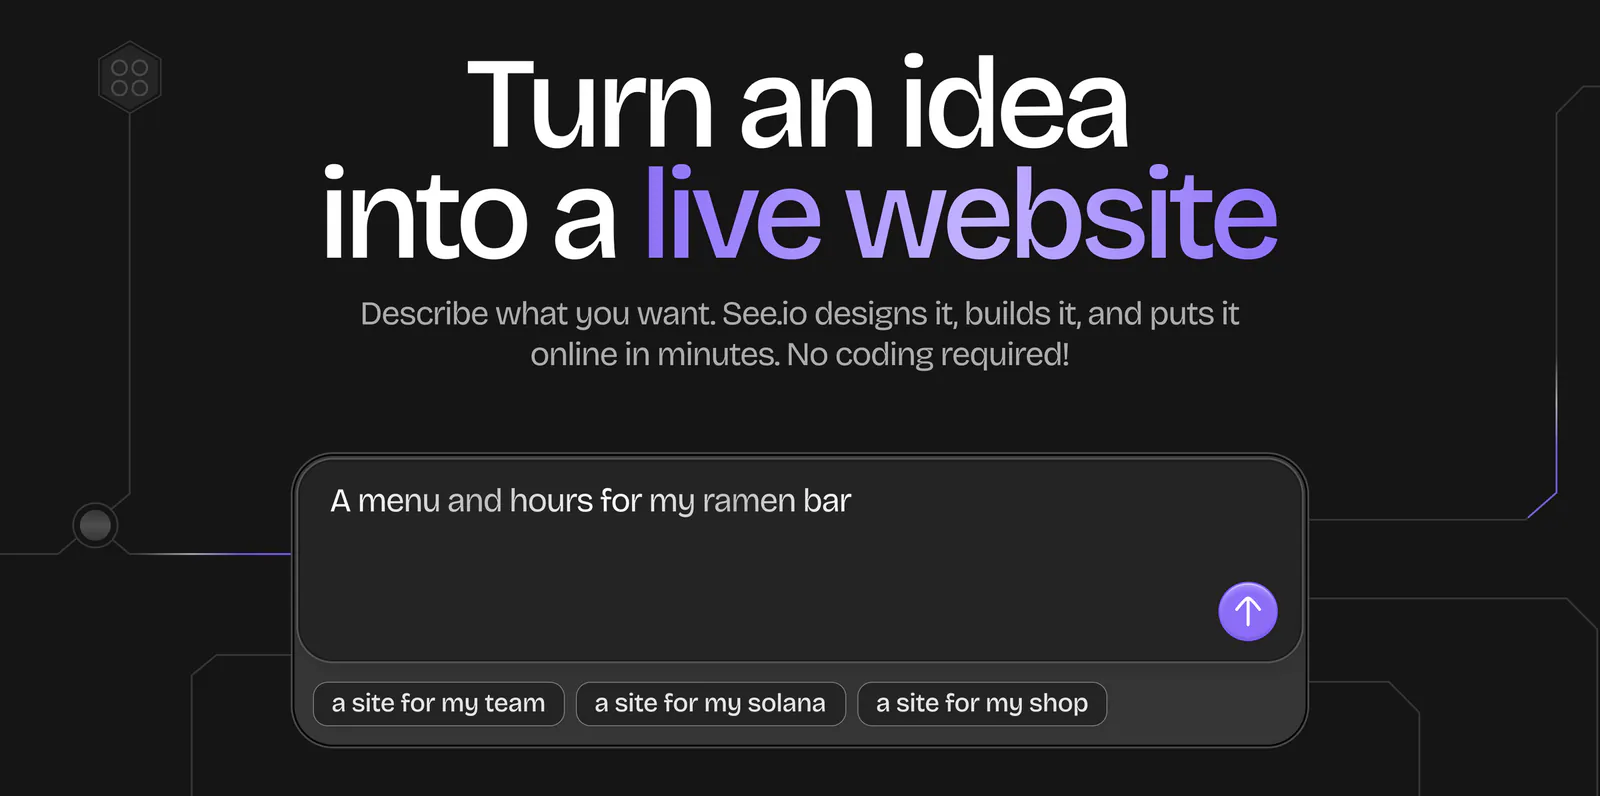 Turn an idea
into a live website
Describe what you want. See.io designs it, builds it, and puts it
online in minutes. No coding required!
A menu and hours for my ramen bar
a site for my team
a site for my solana
a site for my shop